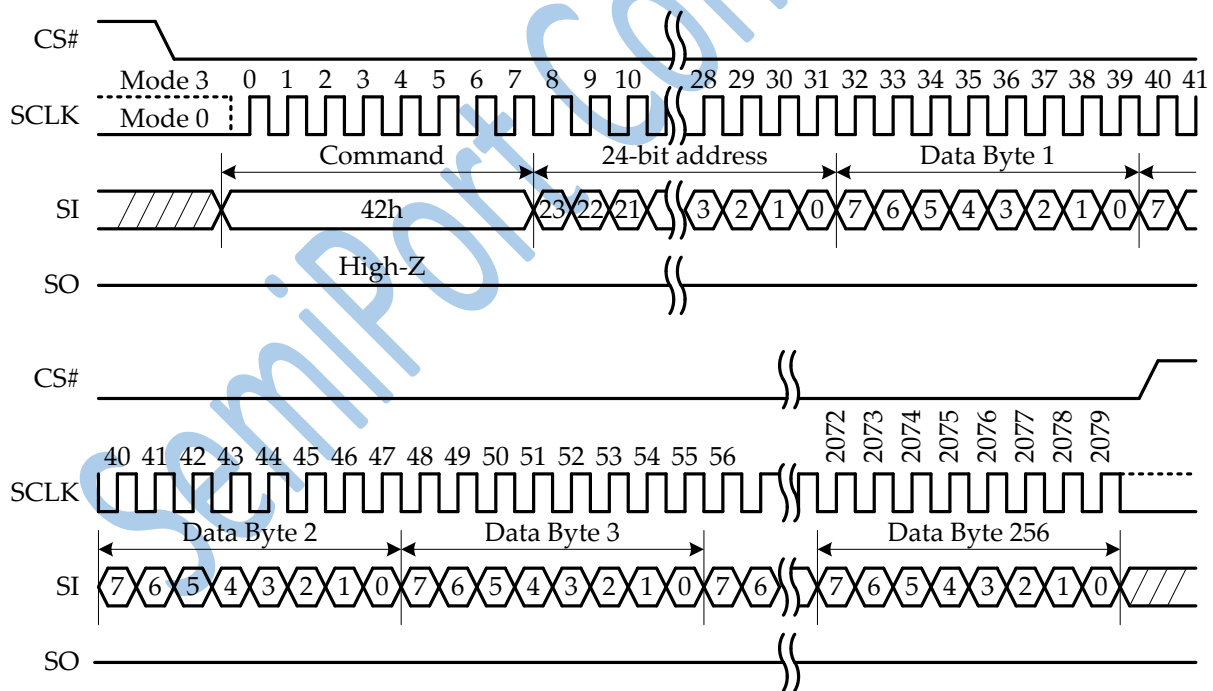 CS#
Mode 3 0 1 2 3 4 5 6 7 8 9 10 28 29 30 31 32 33 34 35 36 37 38 39 40 41
SCLK Mode 0
Command 24-bit address Data Byte 1
SI 42h 23 22 21 3 2 1 0 7 6 5 4 3 2 1 0 7
High-Z
SO
CS#
2072 2073 2074 2075 2076 2077 2078 2079
40 41 42 43 44 45 46 47 48 49 50 51 52 53 54 55 56
SCLK
Data Byte 2 Data Byte 3 Data Byte 256
SI 7 6 5 4 3 2 1 0 7 6 5 4 3 2 1 0 7 6 7 6 5 4 3 2 1 0
SO
SemiPort Co